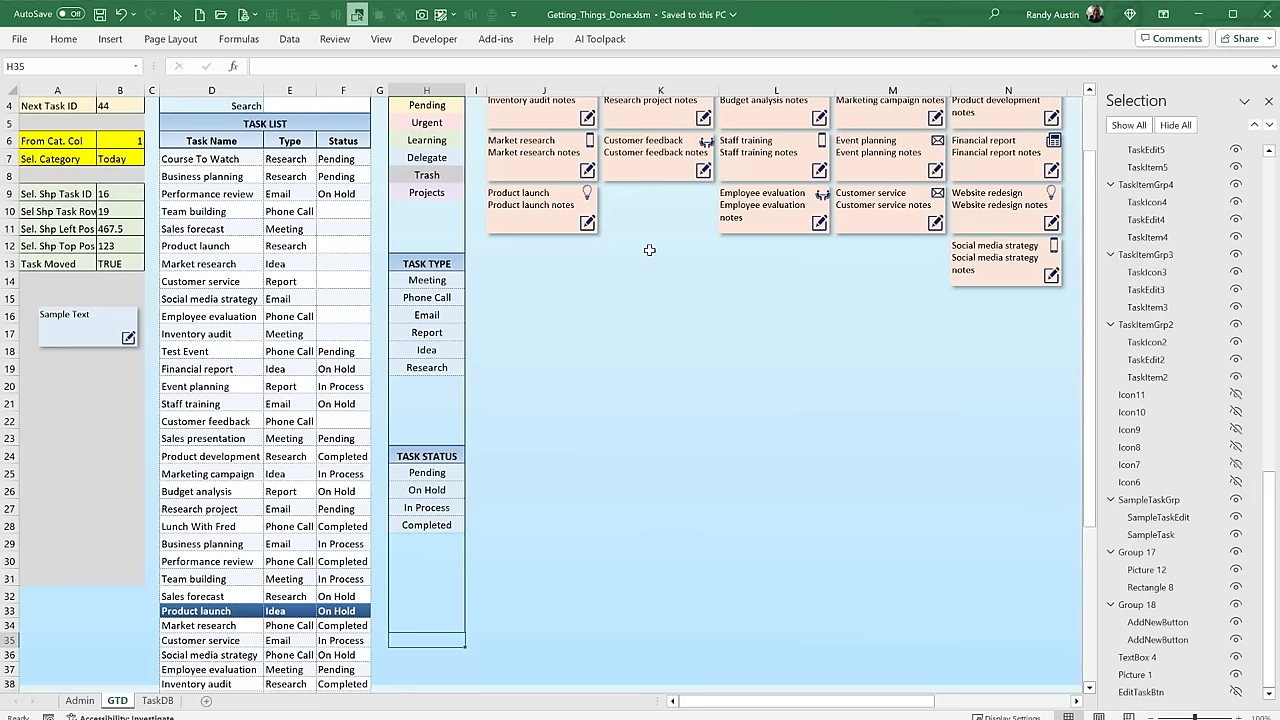 AutoSave Off
Getting_Things_Done.xlsm • Saved to this PC
Randy Austin
File Home Insert Page Layout Formulas Data Review View Developer Add-ins Help AI Toolpack
Comments Share
H35
fx
A B C D E F G H I J K L M N
4 Next Task ID 44
5
6 From Cat. Col 1
7 Sel. Category Today
8
9 Sel. Shp Task ID 16
10 Sel Shp Task Row 19
11 Sel. Shp Left Pos 467.5
12 Sel. Shp Top Pos 123
13 Task Moved TRUE
14
15
16
17
18
19
20
21
22
23
24
25
26
27
28
29
30
31
32
33
34
35
36
37
38
Sample Text
Search
TASK LIST
Task Name Type Status
Course To Watch Research Pending
Business planning Research Pending
Performance review Email On Hold
Team building Phone Call
Sales forecast Meeting
Product launch Research
Market research Idea
Customer service Report
Social media strategy Email
Employee evaluation Phone Call
Inventory audit Meeting
Test Event Phone Call Pending
Financial report Idea On Hold
Event planning Report In Process
Staff training Email On Hold
Customer feedback Phone Call
Sales presentation Meeting Pending
Product development Research Completed
Marketing campaign Idea In Process
Budget analysis Report On Hold
Research project Email Pending
Lunch With Fred Phone Call Completed
Business planning Email In Process
Performance review Phone Call Completed
Team building Meeting In Process
Sales forecast Research On Hold
Product launch Idea On Hold
Market research Phone Call Completed
Customer service Email In Process
Social media strategy Phone Call On Hold
Employee evaluation Meeting Pending
Inventory audit Research Completed
Pending
Urgent
Learning
Delegate
Trash
Projects
TASK TYPE
Meeting
Phone Call
Email
Report
Idea
Research
TASK STATUS
Pending
On Hold
In Process
Completed
Inventory audit notes
Research project notes
Budget analysis notes
Marketing campaign notes
Product development
notes
Market research
Market research notes
Customer feedback
Customer feedback notes
Staff training
Staff training notes
Event planning
Event planning notes
Financial report
Financial report notes
Product launch
Product launch notes
Employee evaluation
Employee evaluation
notes
Customer service
Customer service notes
Website redesign
Website redesign notes
Social media strategy
Social media strategy
notes
Selection
Show All Hide All
TaskEdit5
TaskItem5
TaskItemGrp4
TaskIcon4
TaskEdit4
TaskItem4
TaskItemGrp3
TaskIcon3
TaskEdit3
TaskItem3
TaskItemGrp2
TaskIcon2
TaskEdit2
TaskItem2
Icon11
Icon10
Icon9
Icon8
Icon7
Icon6
SampleTaskGrp
SampleTaskEdit
SampleTask
Group 17
Picture 12
Rectangle 8
Group 18
AddNewButton
AddNewButton
TextBox 4
Picture 1
EditTaskBtn
Admin GTD TaskDB
Ready Accessibility: Investigate
Display Settings
100%